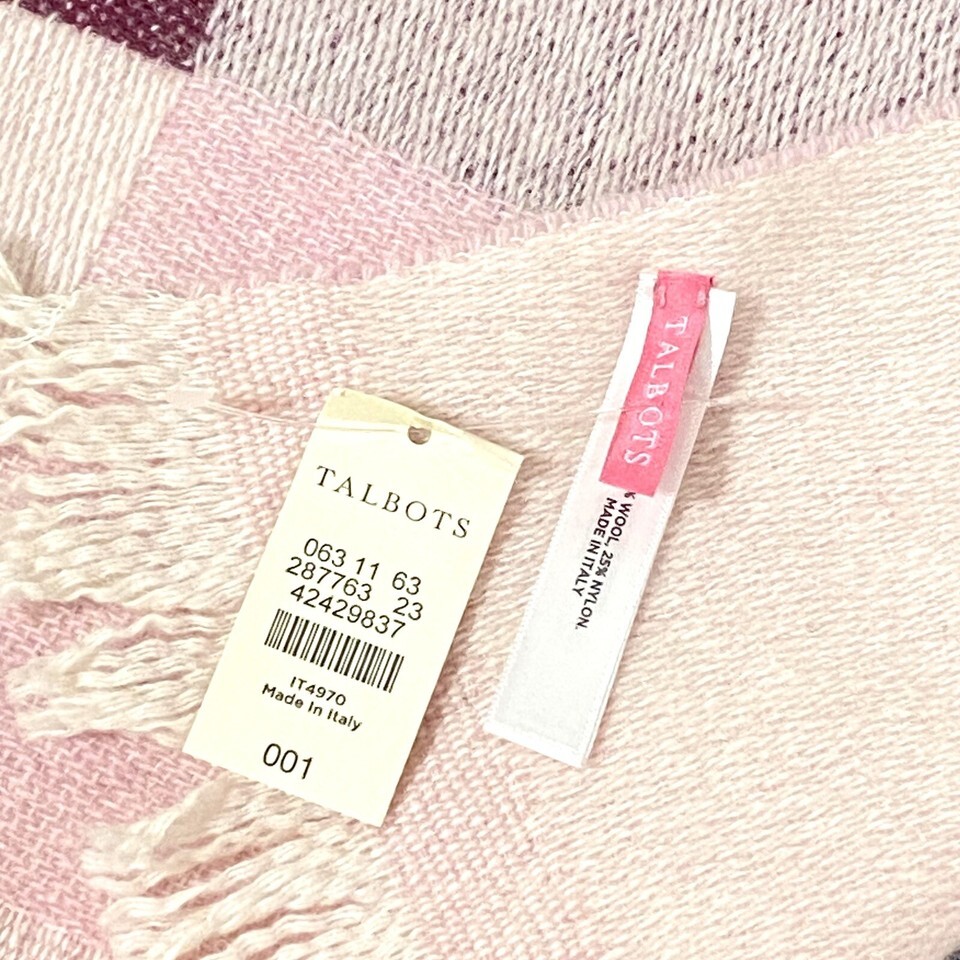 TALBOTS
063 11 63
287763 23
42429837
IT4970
Made In Italy
001
TALBOTS
% WOOL, 25% NYLON.
MADE IN ITALY